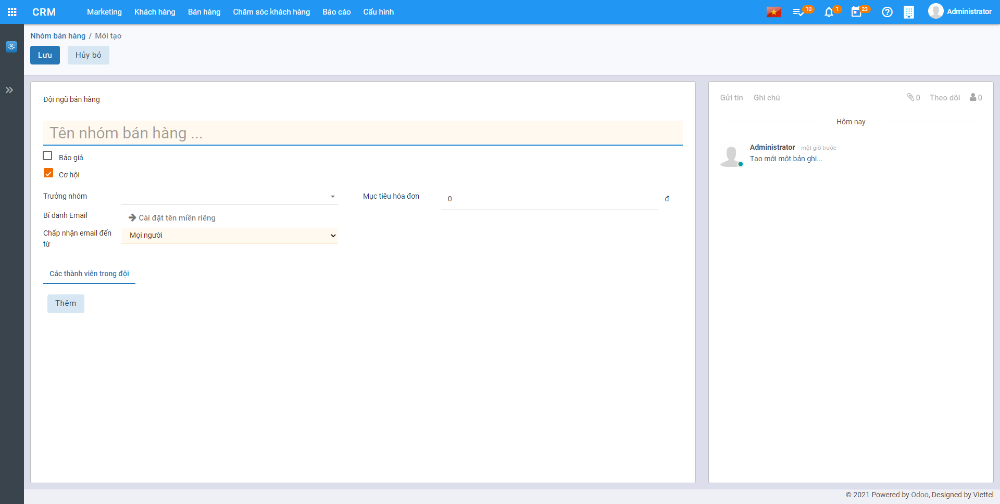 CRM Marketing Khách hàng Bán hàng Chăm sóc khách hàng Báo cáo Cấu hình 10 1 23 Administrator
Nhóm bán hàng / Mới tạo
Lưu Hủy bỏ
Đội ngũ bán hàng
Tên nhóm bán hàng ...
Báo giá
Cơ hội
Trưởng nhóm
Mục tiêu hóa đơn 0 đ
Bí danh Email Cài đặt tên miền riêng
Chấp nhận email đến từ Mọi người
Các thành viên trong đội
Thêm
Gửi tin Ghi chú 0 Theo dõi 0
Hôm nay
Administrator - một giờ trước
Tạo mới một bản ghi...
© 2021 Powered by Odoo, Designed by Viettel